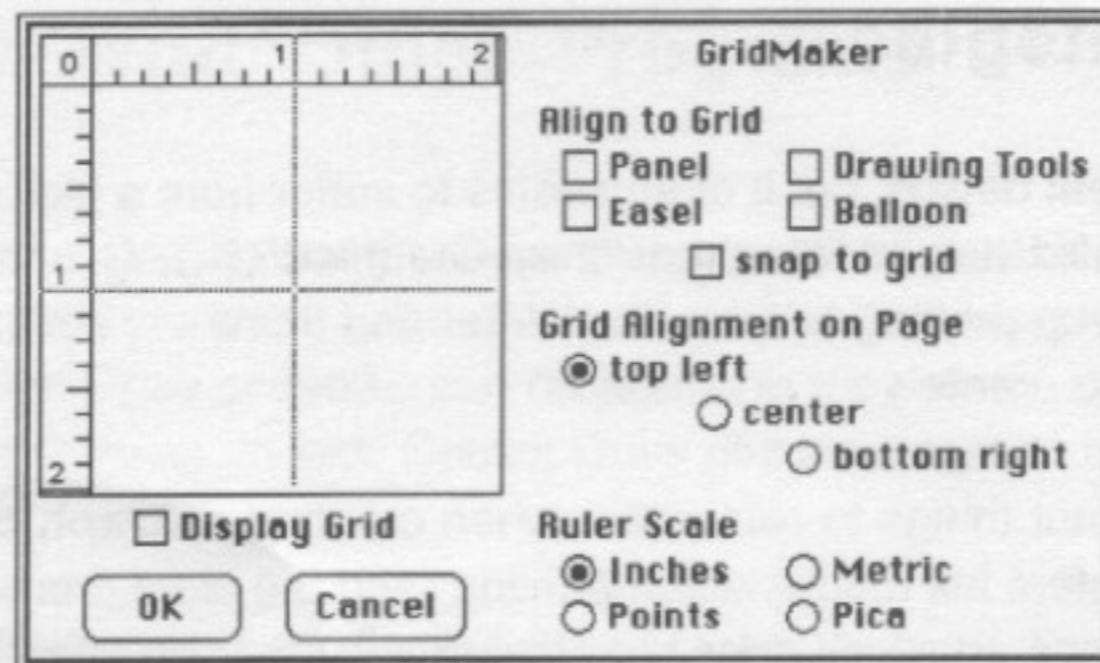 0 1 2
1
2
Display Grid
OK Cancel
GridMaker
Align to Grid
Panel Drawing Tools
Easel Balloon
snap to grid
Grid Alignment on Page
top left
center
bottom right
Ruler Scale
Inches Metric
Points Pica